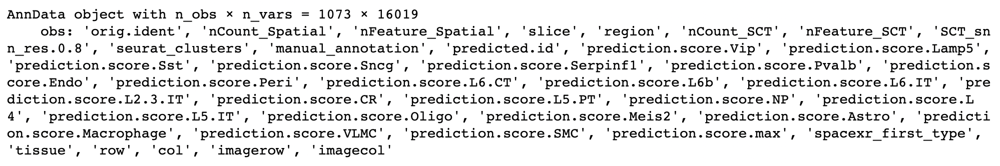 AnnData object with n_obs × n_vars = 1073 × 16019
    obs: 'orig.ident', 'nCount_Spatial', 'nFeature_Spatial', 'slice', 'region', 'nCount_SCT', 'nFeature_SCT', 'SCT_sn
n_res.0.8', 'seurat_clusters', 'manual_annotation', 'predicted.id', 'prediction.score.Vip', 'prediction.score.Lamp5',
'prediction.score.Sst', 'prediction.score.Sncg', 'prediction.score.Serpinf1', 'prediction.score.Pvalb', 'prediction.s
core.Endo', 'prediction.score.Peri', 'prediction.score.L6.CT', 'prediction.score.L6b', 'prediction.score.L6.IT', 'pre
diction.score.L2.3.IT', 'prediction.score.CR', 'prediction.score.L5.PT', 'prediction.score.NP', 'prediction.score.L
4', 'prediction.score.L5.IT', 'prediction.score.Oligo', 'prediction.score.Meis2', 'prediction.score.Astro', 'predicti
on.score.Macrophage', 'prediction.score.VLMC', 'prediction.score.SMC', 'prediction.score.max', 'spacexr_first_type',
'tissue', 'row', 'col', 'imagerow', 'imagecol'